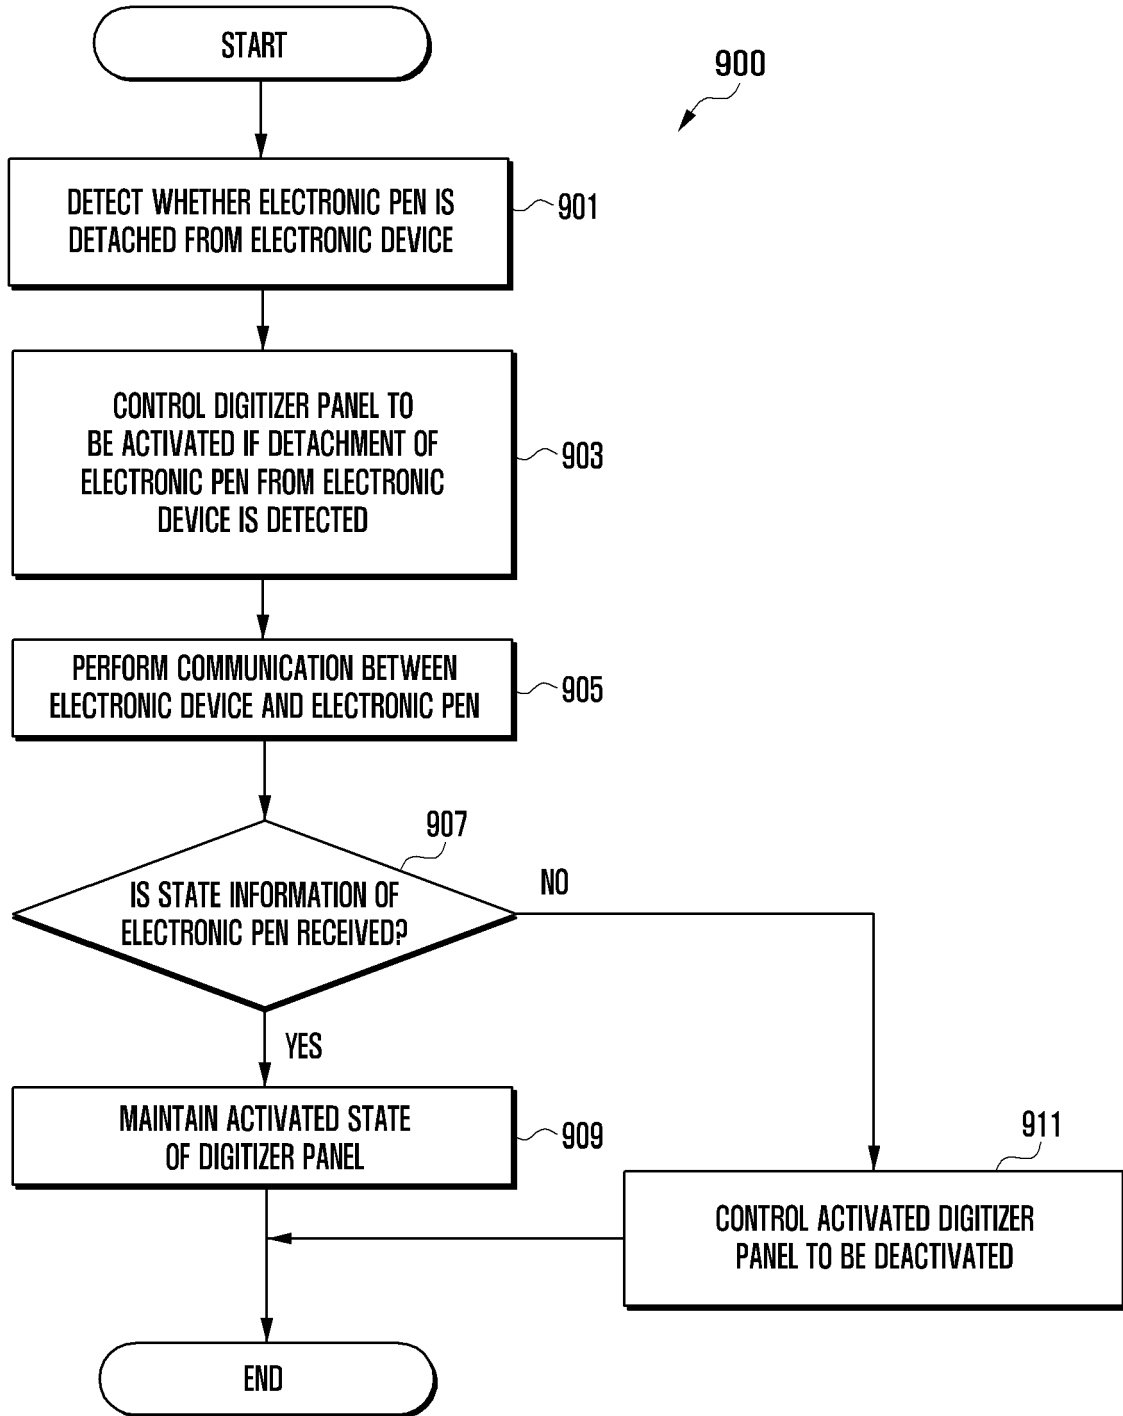 START
900
DETECT WHETHER ELECTRONIC PEN IS
DETACHED FROM ELECTRONIC DEVICE
901
CONTROL DIGITIZER PANEL TO
BE ACTIVATED IF DETACHMENT OF
ELECTRONIC PEN FROM ELECTRONIC
DEVICE IS DETECTED
903
PERFORM COMMUNICATION BETWEEN
ELECTRONIC DEVICE AND ELECTRONIC PEN
905
907
IS STATE INFORMATION OF
ELECTRONIC PEN RECEIVED?
NO
YES
MAINTAIN ACTIVATED STATE
OF DIGITIZER PANEL
909
911
CONTROL ACTIVATED DIGITIZER
PANEL TO BE DEACTIVATED
END